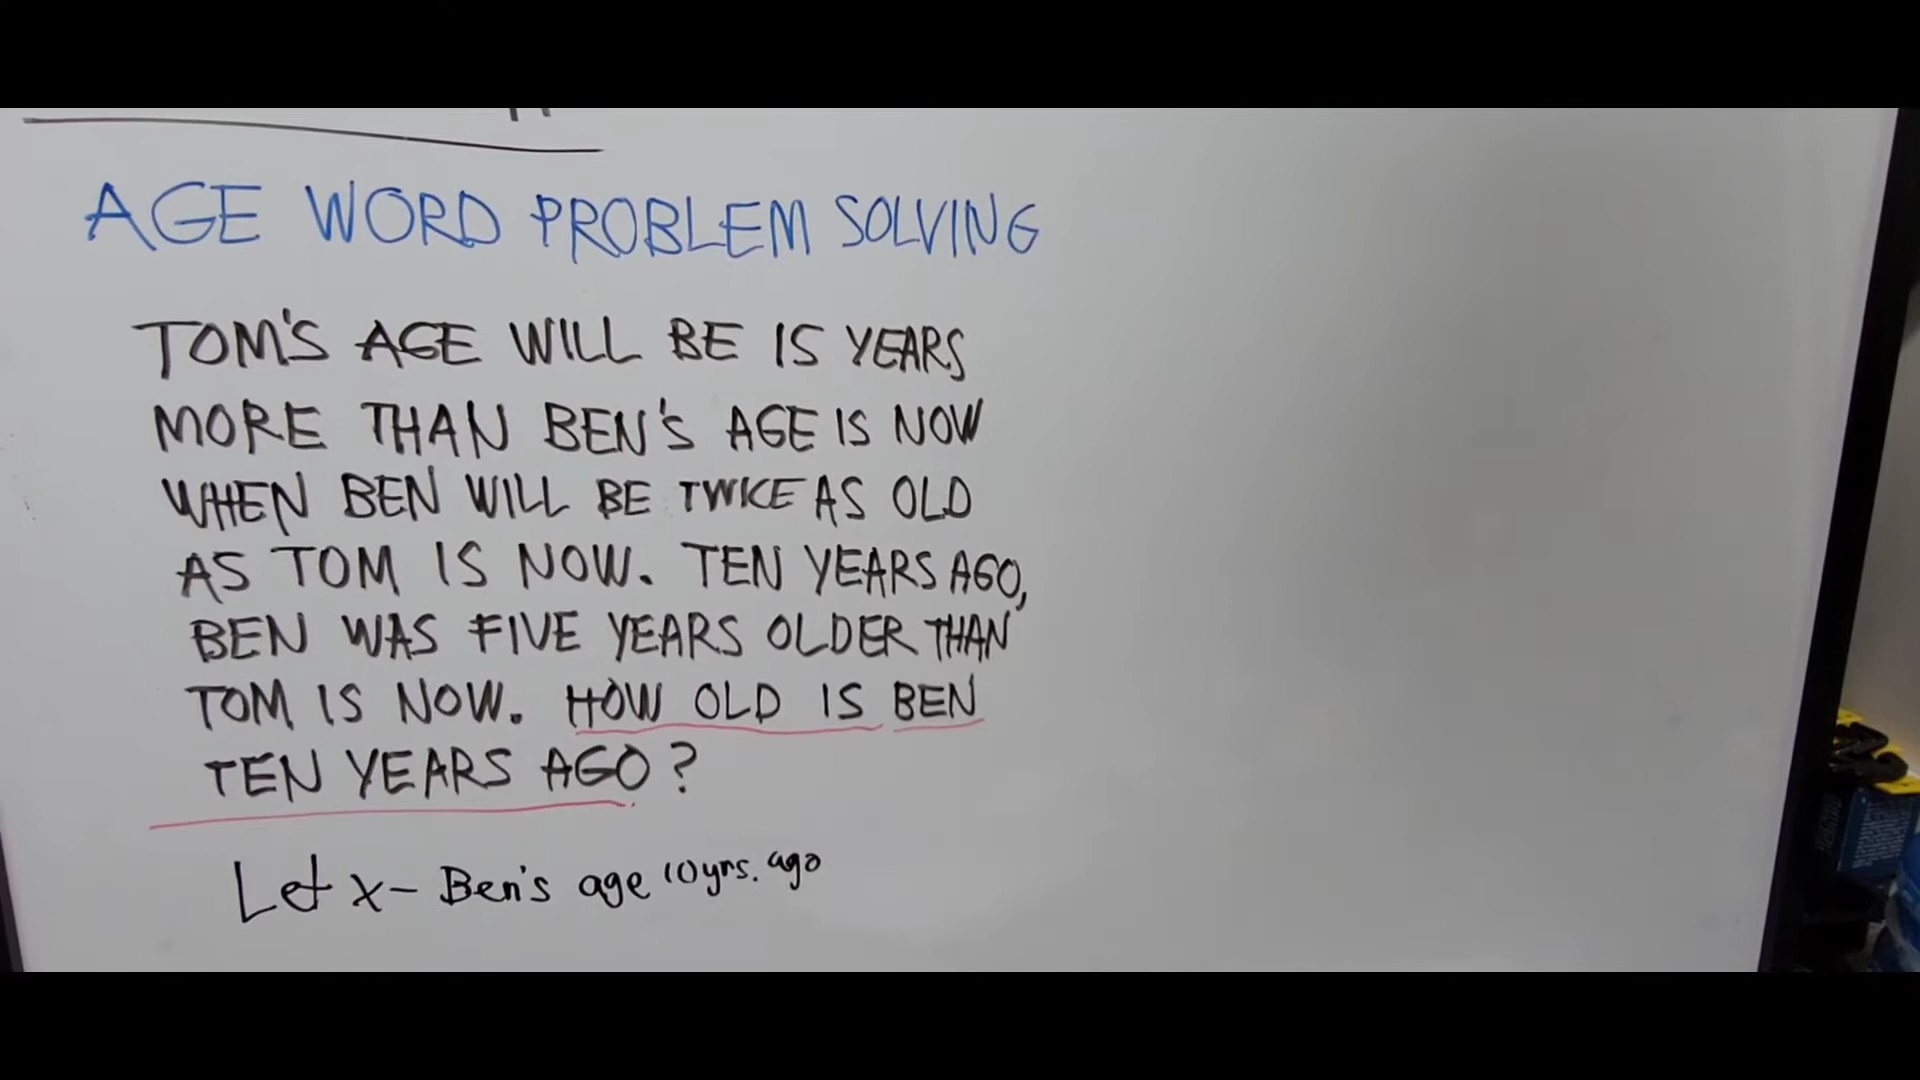 AGE WORD PROBLEM SOLVING
TOM'S AGE WILL BE 15 YEARS
MORE THAN BEN'S AGE IS NOW
WHEN BEN WILL BE TWICE AS OLD
AS TOM IS NOW. TEN YEARS AGO,
BEN WAS FIVE YEARS OLDER THAN
TOM IS NOW. HOW OLD IS BEN
TEN YEARS AGO?
Let x- Ben's age 10 yrs. ago